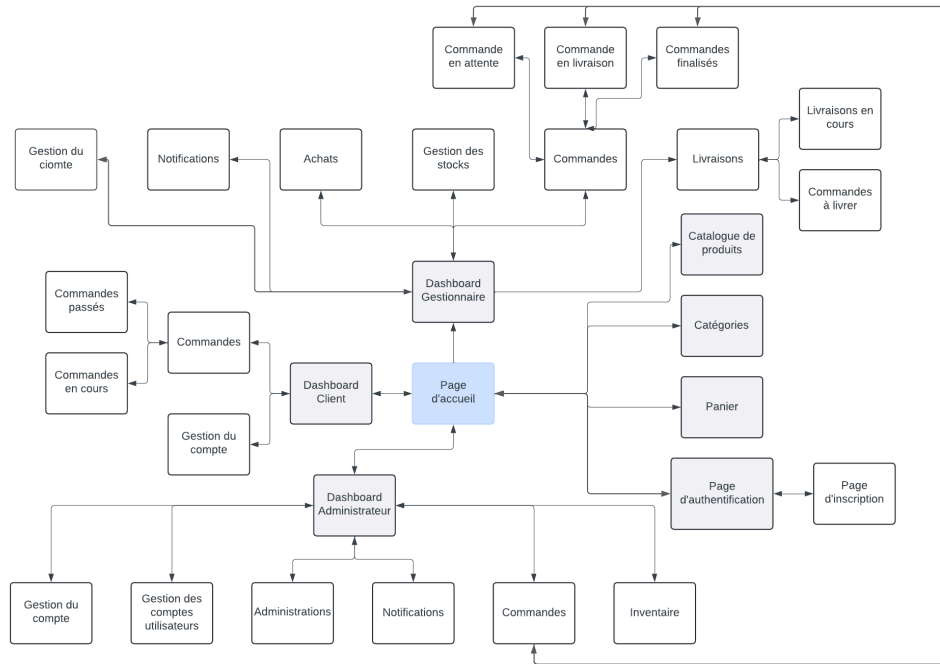 Commande
en attente
Commande
en livraison
Commandes
finalisés
Livraisons en
cours
Gestion du
ciomte
Notifications
Achats
Gestion des
stocks
Commandes
Livraisons
Commandes
à livrer
Catalogue de
produits
Dashboard
Gestionnaire
Commandes
passés
Commandes
Catégories
Commandes
en cours
Dashboard
Client
Page
d'accueil
Panier
Gestion du
compte
Dashboard
Administrateur
Page
d'authentification
Page
d'inscription
Gestion du
compte
Gestion des
comptes
utilisateurs
Administrations
Notifications
Commandes
Inventaire